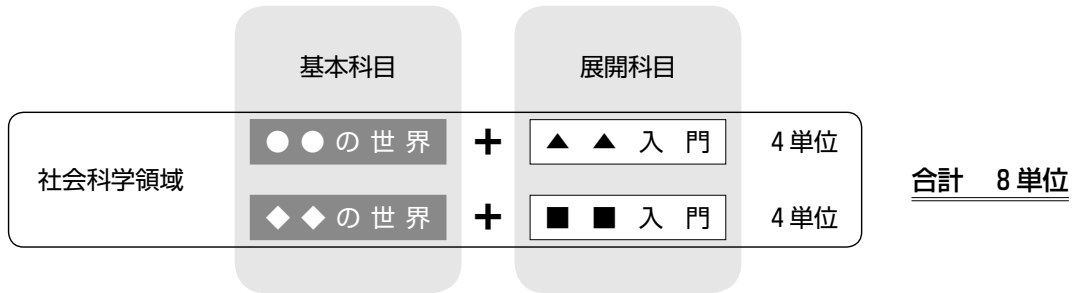 基本科目 展開科目
●●の世界 + ▲▲入門 4単位
社会科学領域
合計 8単位
◆◆の世界 + ■■入門 4単位